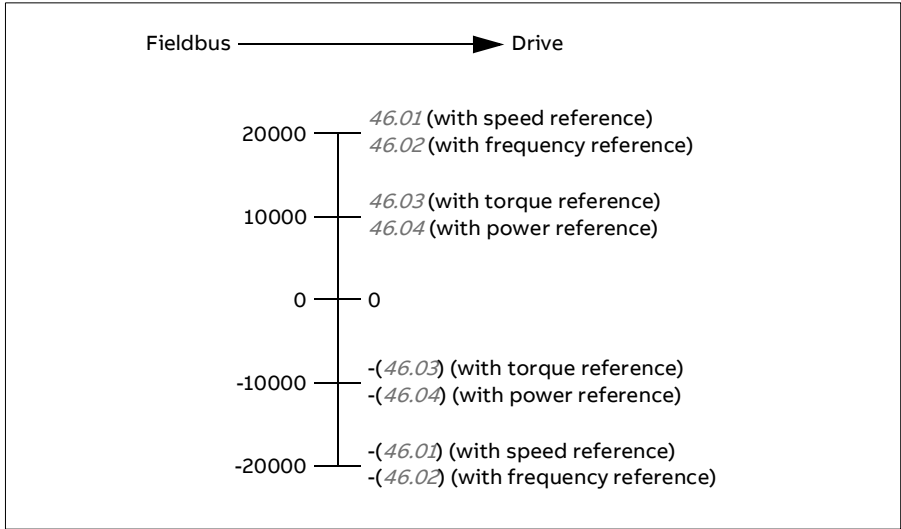 Fieldbus Drive
46.01 (with speed reference)
20000 46.02 (with frequency reference)
46.03 (with torque reference)
10000 46.04 (with power reference)
0 0
-(46.03) (with torque reference)
-10000 -(46.04) (with power reference)
-(46.01) (with speed reference)
-20000 -(46.02) (with frequency reference)